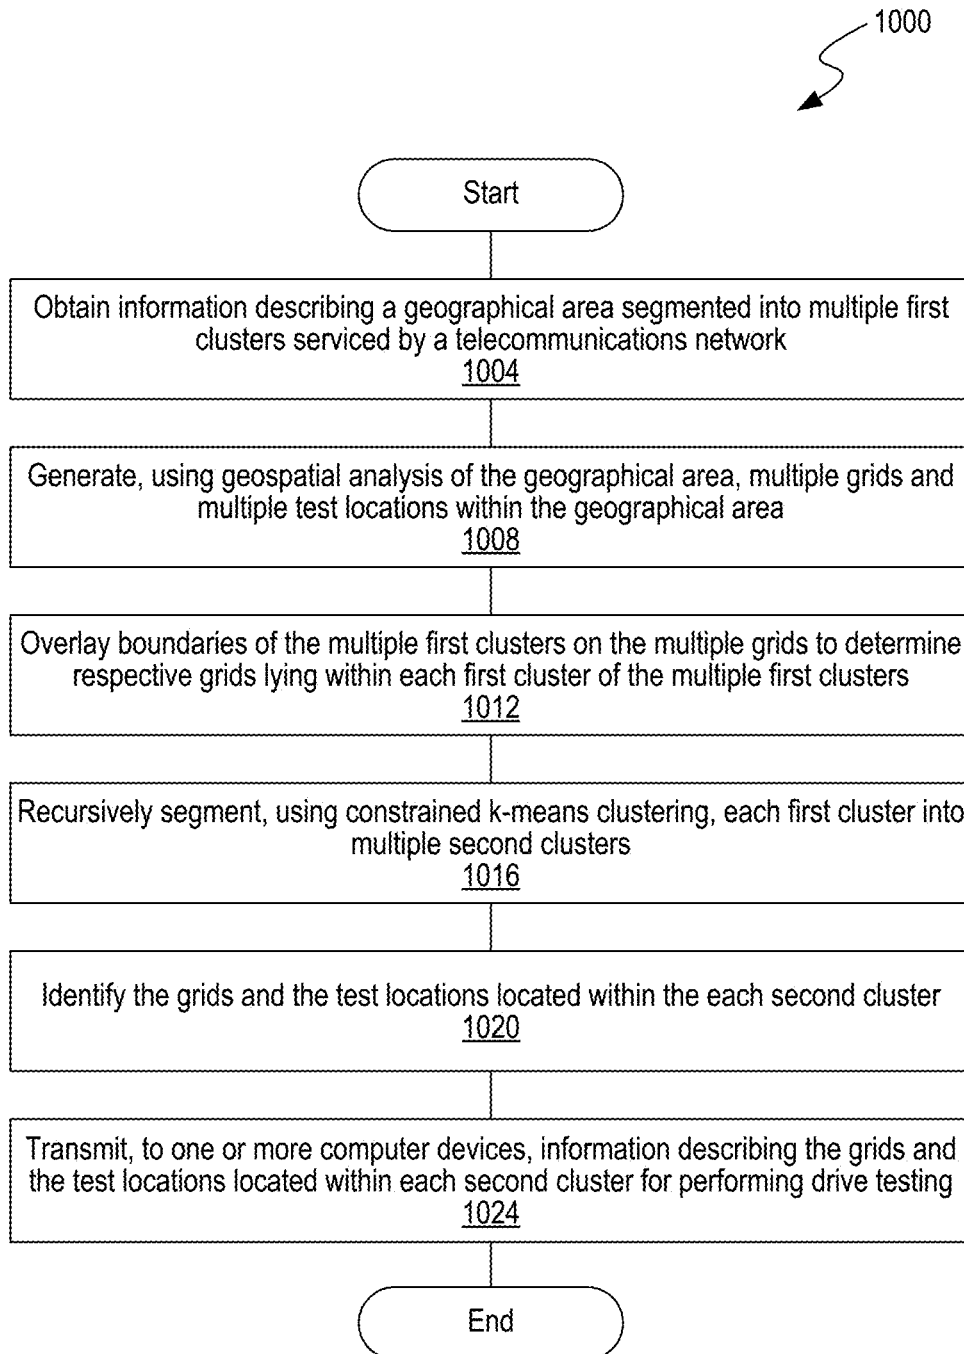 1000
Start
Obtain information describing a geographical area segmented into multiple first
clusters serviced by a telecommunications network
1004
Generate, using geospatial analysis of the geographical area, multiple grids and
multiple test locations within the geographical area
1008
Overlay boundaries of the multiple first clusters on the multiple grids to determine
respective grids lying within each first cluster of the multiple first clusters
1012
Recursively segment, using constrained k-means clustering, each first cluster into
multiple second clusters
1016
Identify the grids and the test locations located within the each second cluster
1020
Transmit, to one or more computer devices, information describing the grids and
the test locations located within each second cluster for performing drive testing
1024
End